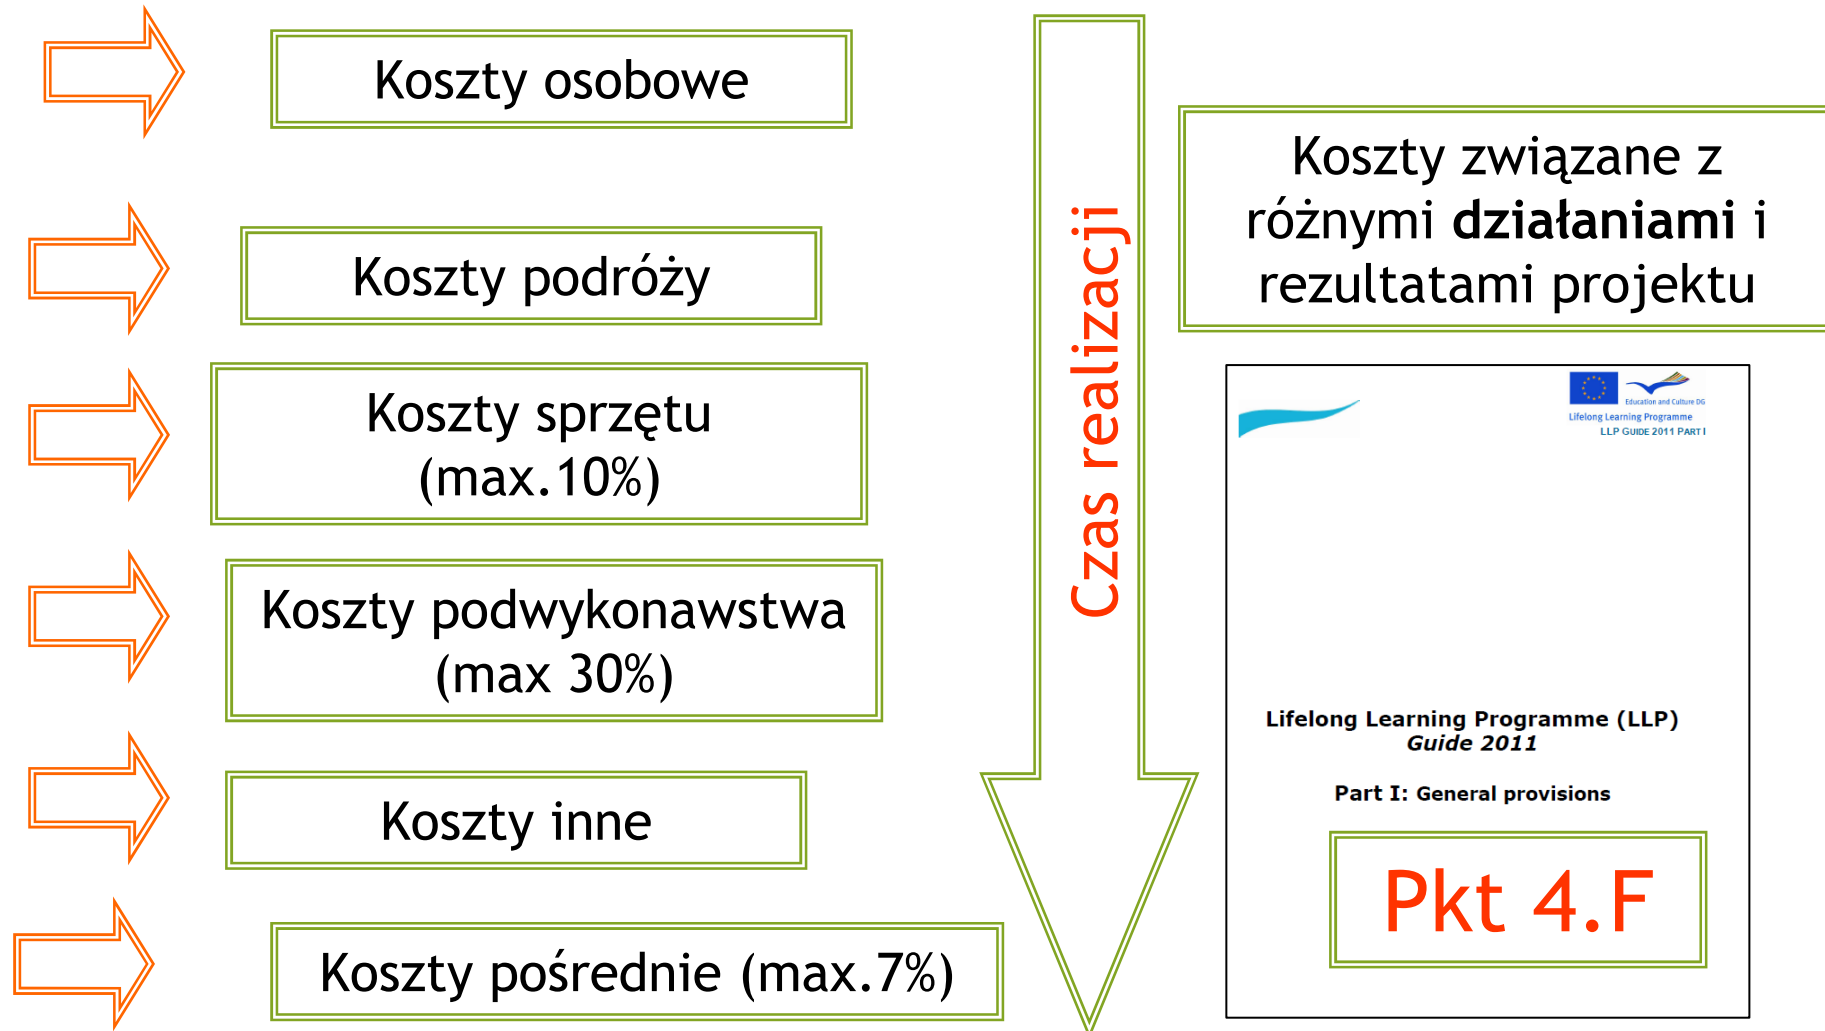 Koszty osobowe
Koszty podróży
Koszty sprzętu
(max.10%)
Koszty podwykonawstwa
(max 30%)
Koszty inne
Koszty pośrednie (max.7%)
Czas realizacji
Koszty związane z
różnymi działaniami i
rezultatami projektu
Education and Culture DG
Lifelong Learning Programme
LLP GUIDE 2011 PART I
Lifelong Learning Programme (LLP)
Guide 2011
Part I: General provisions
Pkt 4.F